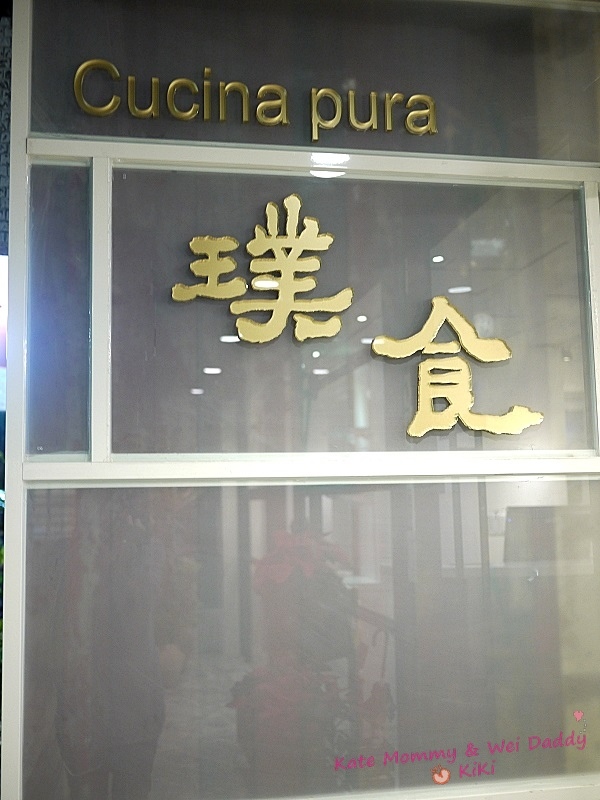 Cucina pura
璞食
Kate Mommy & Wei Daddy
KiKi